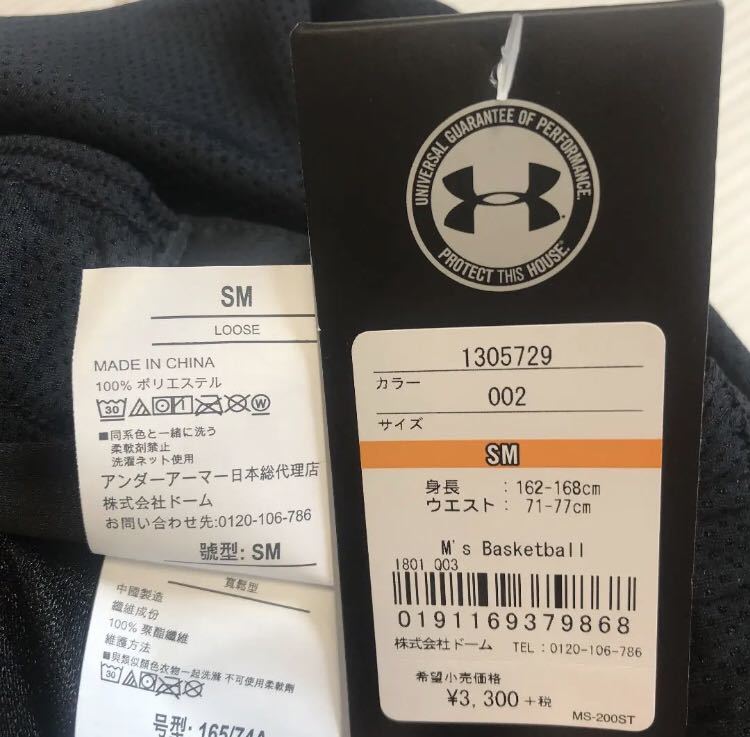 UNIVERSAL GUARANTEE OF PERFORMANCE.
PROTECT THIS HOUSE.
1305729
カラー
002
サイズ
SM
身長 : 162-168cm
ウエスト : 71-77cm
M's Basketball
1801 Q03
0191169379868
株式会社ドーム TEL:0120-106-786
希望小売価格
¥3,300+税
MS-200ST
SM
LOOSE
MADE IN CHINA
100% ポリエステル
30 W
■同系色と一緒に洗う
柔軟剤禁止
洗濯ネット使用
アンダーアーマー日本総代理店
株式会社ドーム
お問い合わせ先:0120-106-786
號型: SM
寬鬆型
中國製造
纖維成份
100% 聚酯纖維
維護方法
■與類似顏色衣物一起洗滌 不可使用柔軟劑
30
号型: 165/74A